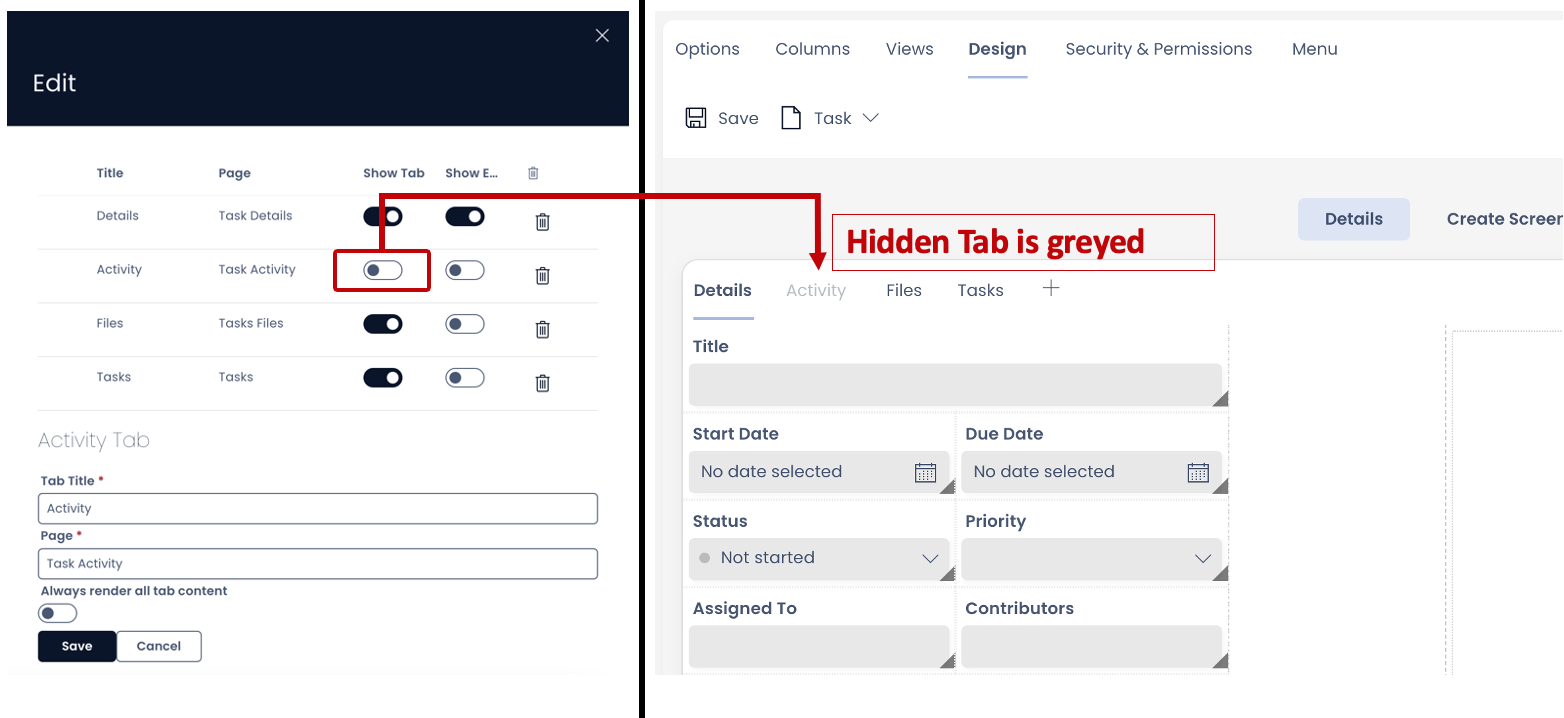 Edit
Title Page Show Tab Show E...
Details Task Details
Activity Task Activity
Files Tasks Files
Tasks Tasks
Activity Tab
Tab Title *
Activity
Page *
Task Activity
Always render all tab content
Save Cancel
Options Columns Views Design Security & Permissions Menu
Save Task
Details Create Screen
Hidden Tab is greyed
Details Activity Files Tasks
Title
Start Date Due Date
No date selected No date selected
Status Priority
Not started
Assigned To Contributors